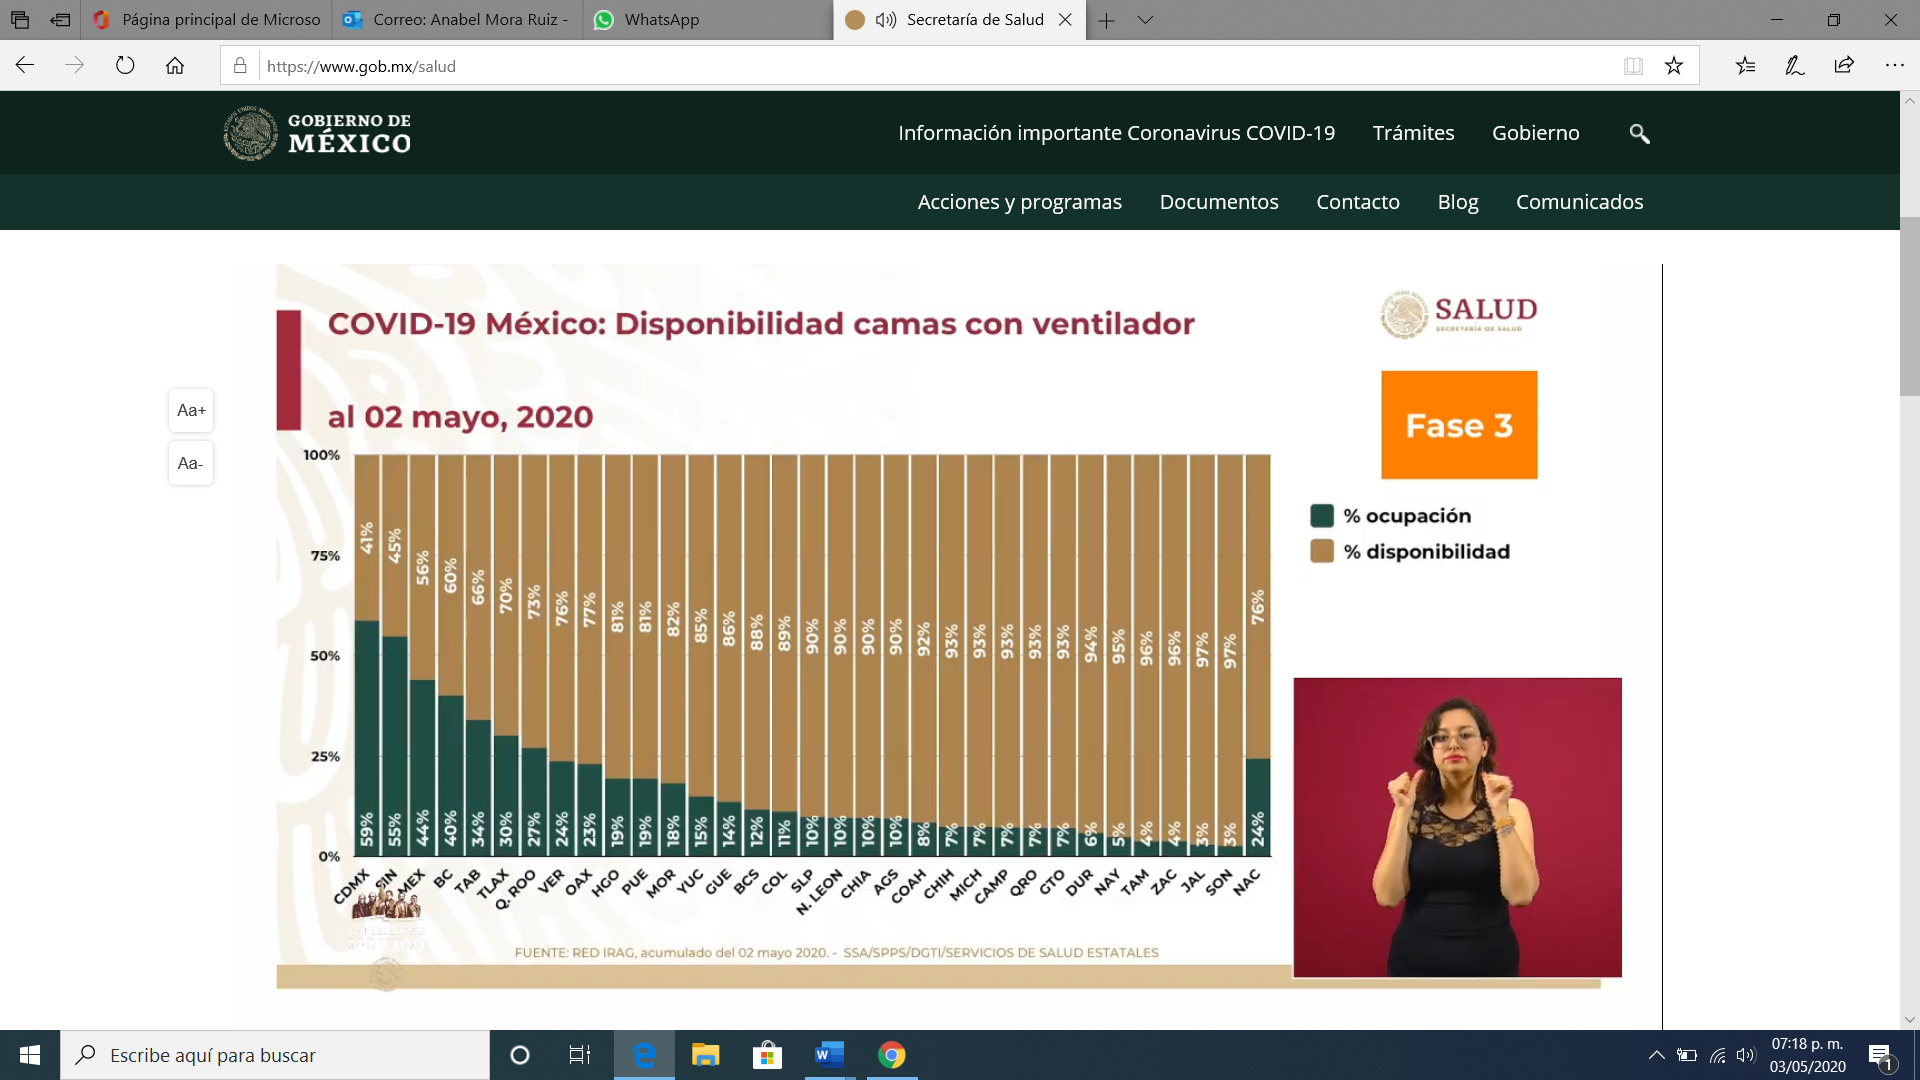 Página principal de Microso
Correo: Anabel Mora Ruiz -
WhatsApp
Secretaría de Salud
https://www.gob.mx/salud
GOBIERNO DE
MÉXICO
Información importante Coronavirus COVID-19
Trámites
Gobierno
Acciones y programas
Documentos
Contacto
Blog
Comunicados
Aa+
Aa-
COVID-19 México: Disponibilidad camas con ventilador
al 02 mayo, 2020
SALUD
SECRETARÍA DE SALUD
Fase 3
% ocupación
% disponibilidad
100%
75%
50%
25%
0%
41% 45% 56% 60% 66% 70% 73% 76% 77% 81% 81% 82% 85% 86% 88% 89% 90% 90% 90% 90% 92% 93% 93% 93% 93% 93% 94% 95% 96% 96% 97% 97% 76%
59% 55% 44% 40% 34% 30% 27% 24% 23% 19% 19% 18% 15% 14% 12% 11% 10% 10% 10% 10% 8% 7% 7% 7% 7% 7% 6% 5% 4% 4% 3% 3% 24%
CDMX SIN MEX BC TAB TLAX Q. ROO VER OAX HGO PUE MOR YUC GUE BCS COL SLP N. LEON CHIA AGS COAH CHIH MICH CAMP QRO GTO DUR NAY TAM ZAC JAL SON NAC
FUENTE: RED IRAG, acumulado del 02 mayo 2020. - SSA/SPPS/DGTI/SERVICIOS DE SALUD ESTATALES
Escribe aquí para buscar
07:18 p. m.
03/05/2020
1